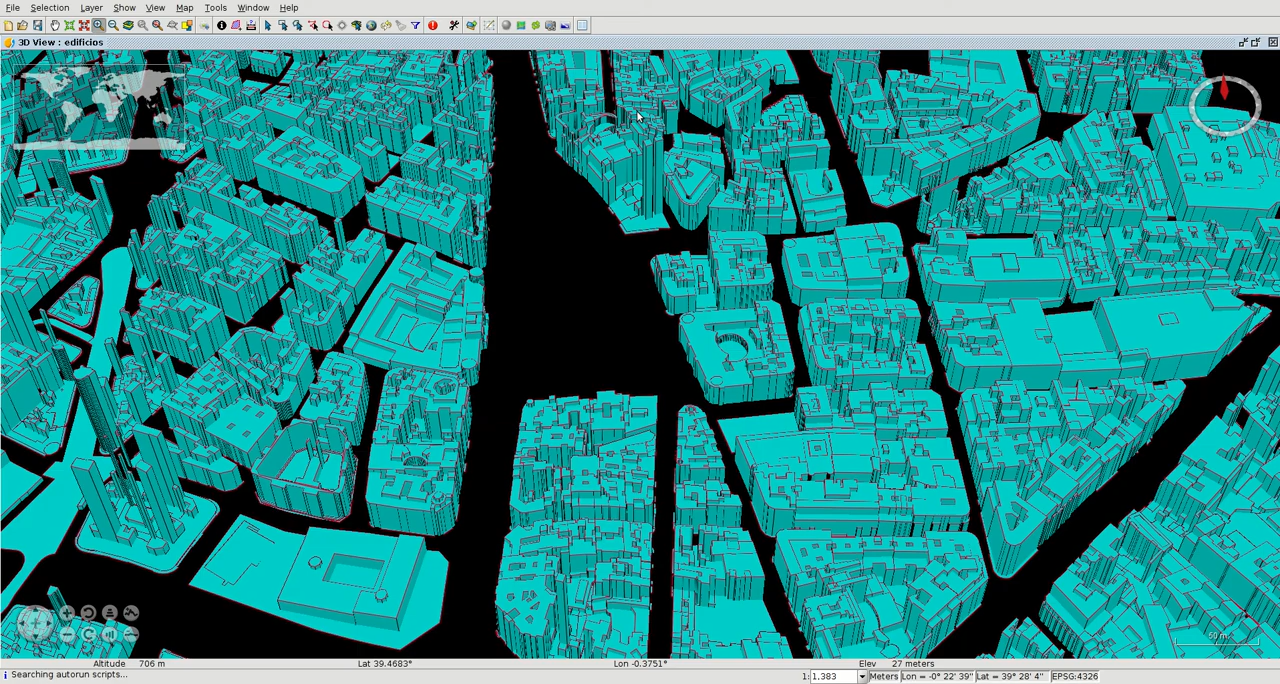 File Selection Layer Show View Map Tools Window Help
3D View : edificios
50 m
Altitude 706 m Lat 39.4683° Lon -0.3751° Elev 27 meters
Searching autorun scripts... 1: 1.383 Meters Lon = -0° 22' 39" Lat = 39° 28' 4" EPSG:4326